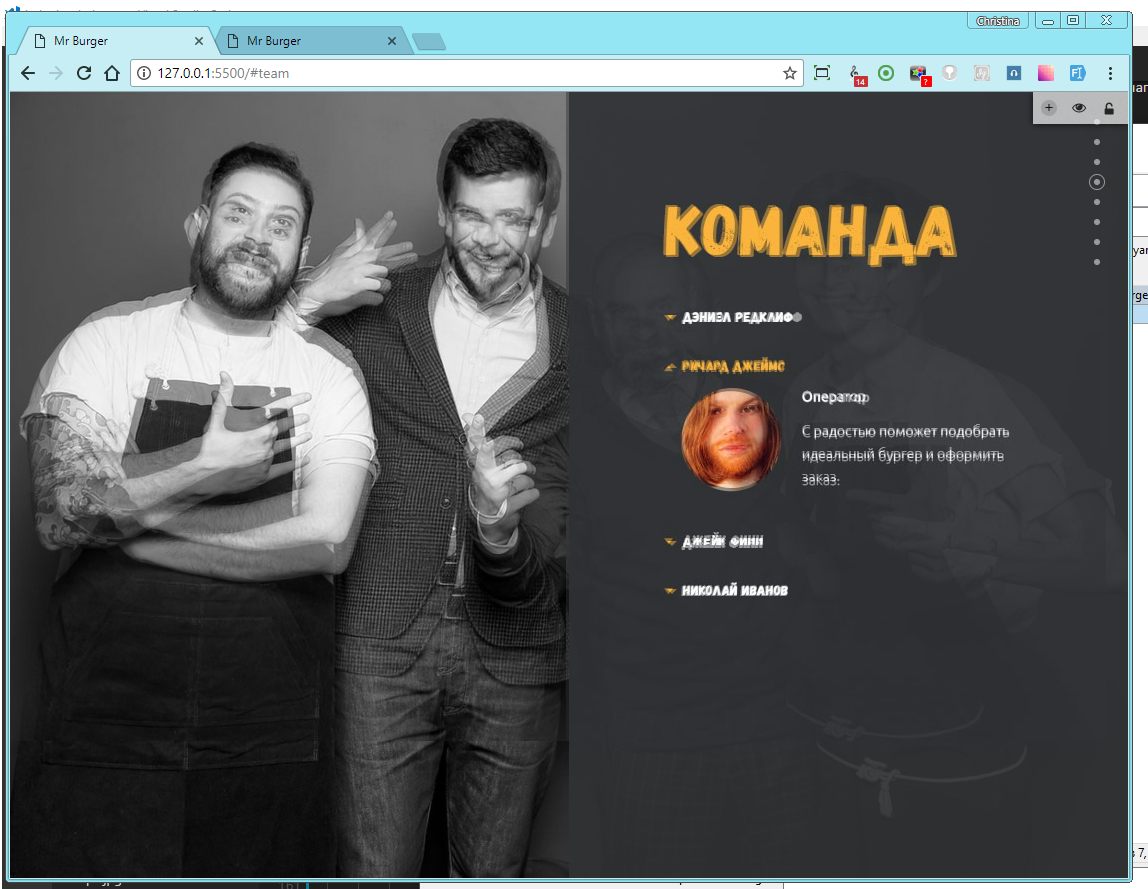 Christina
Mr Burger
Mr Burger
127.0.0.1:5500/#team
14
?
КОМАНДА
ДЭНИЭЛ РЕДКЛИФ
РИЧАРД ДЖЕЙМС
Оператор
С радостью поможет подобрать
идеальный бургер и оформить
заказ.
ДЖЕЙК ФИНН
НИКОЛАЙ ИВАНОВ